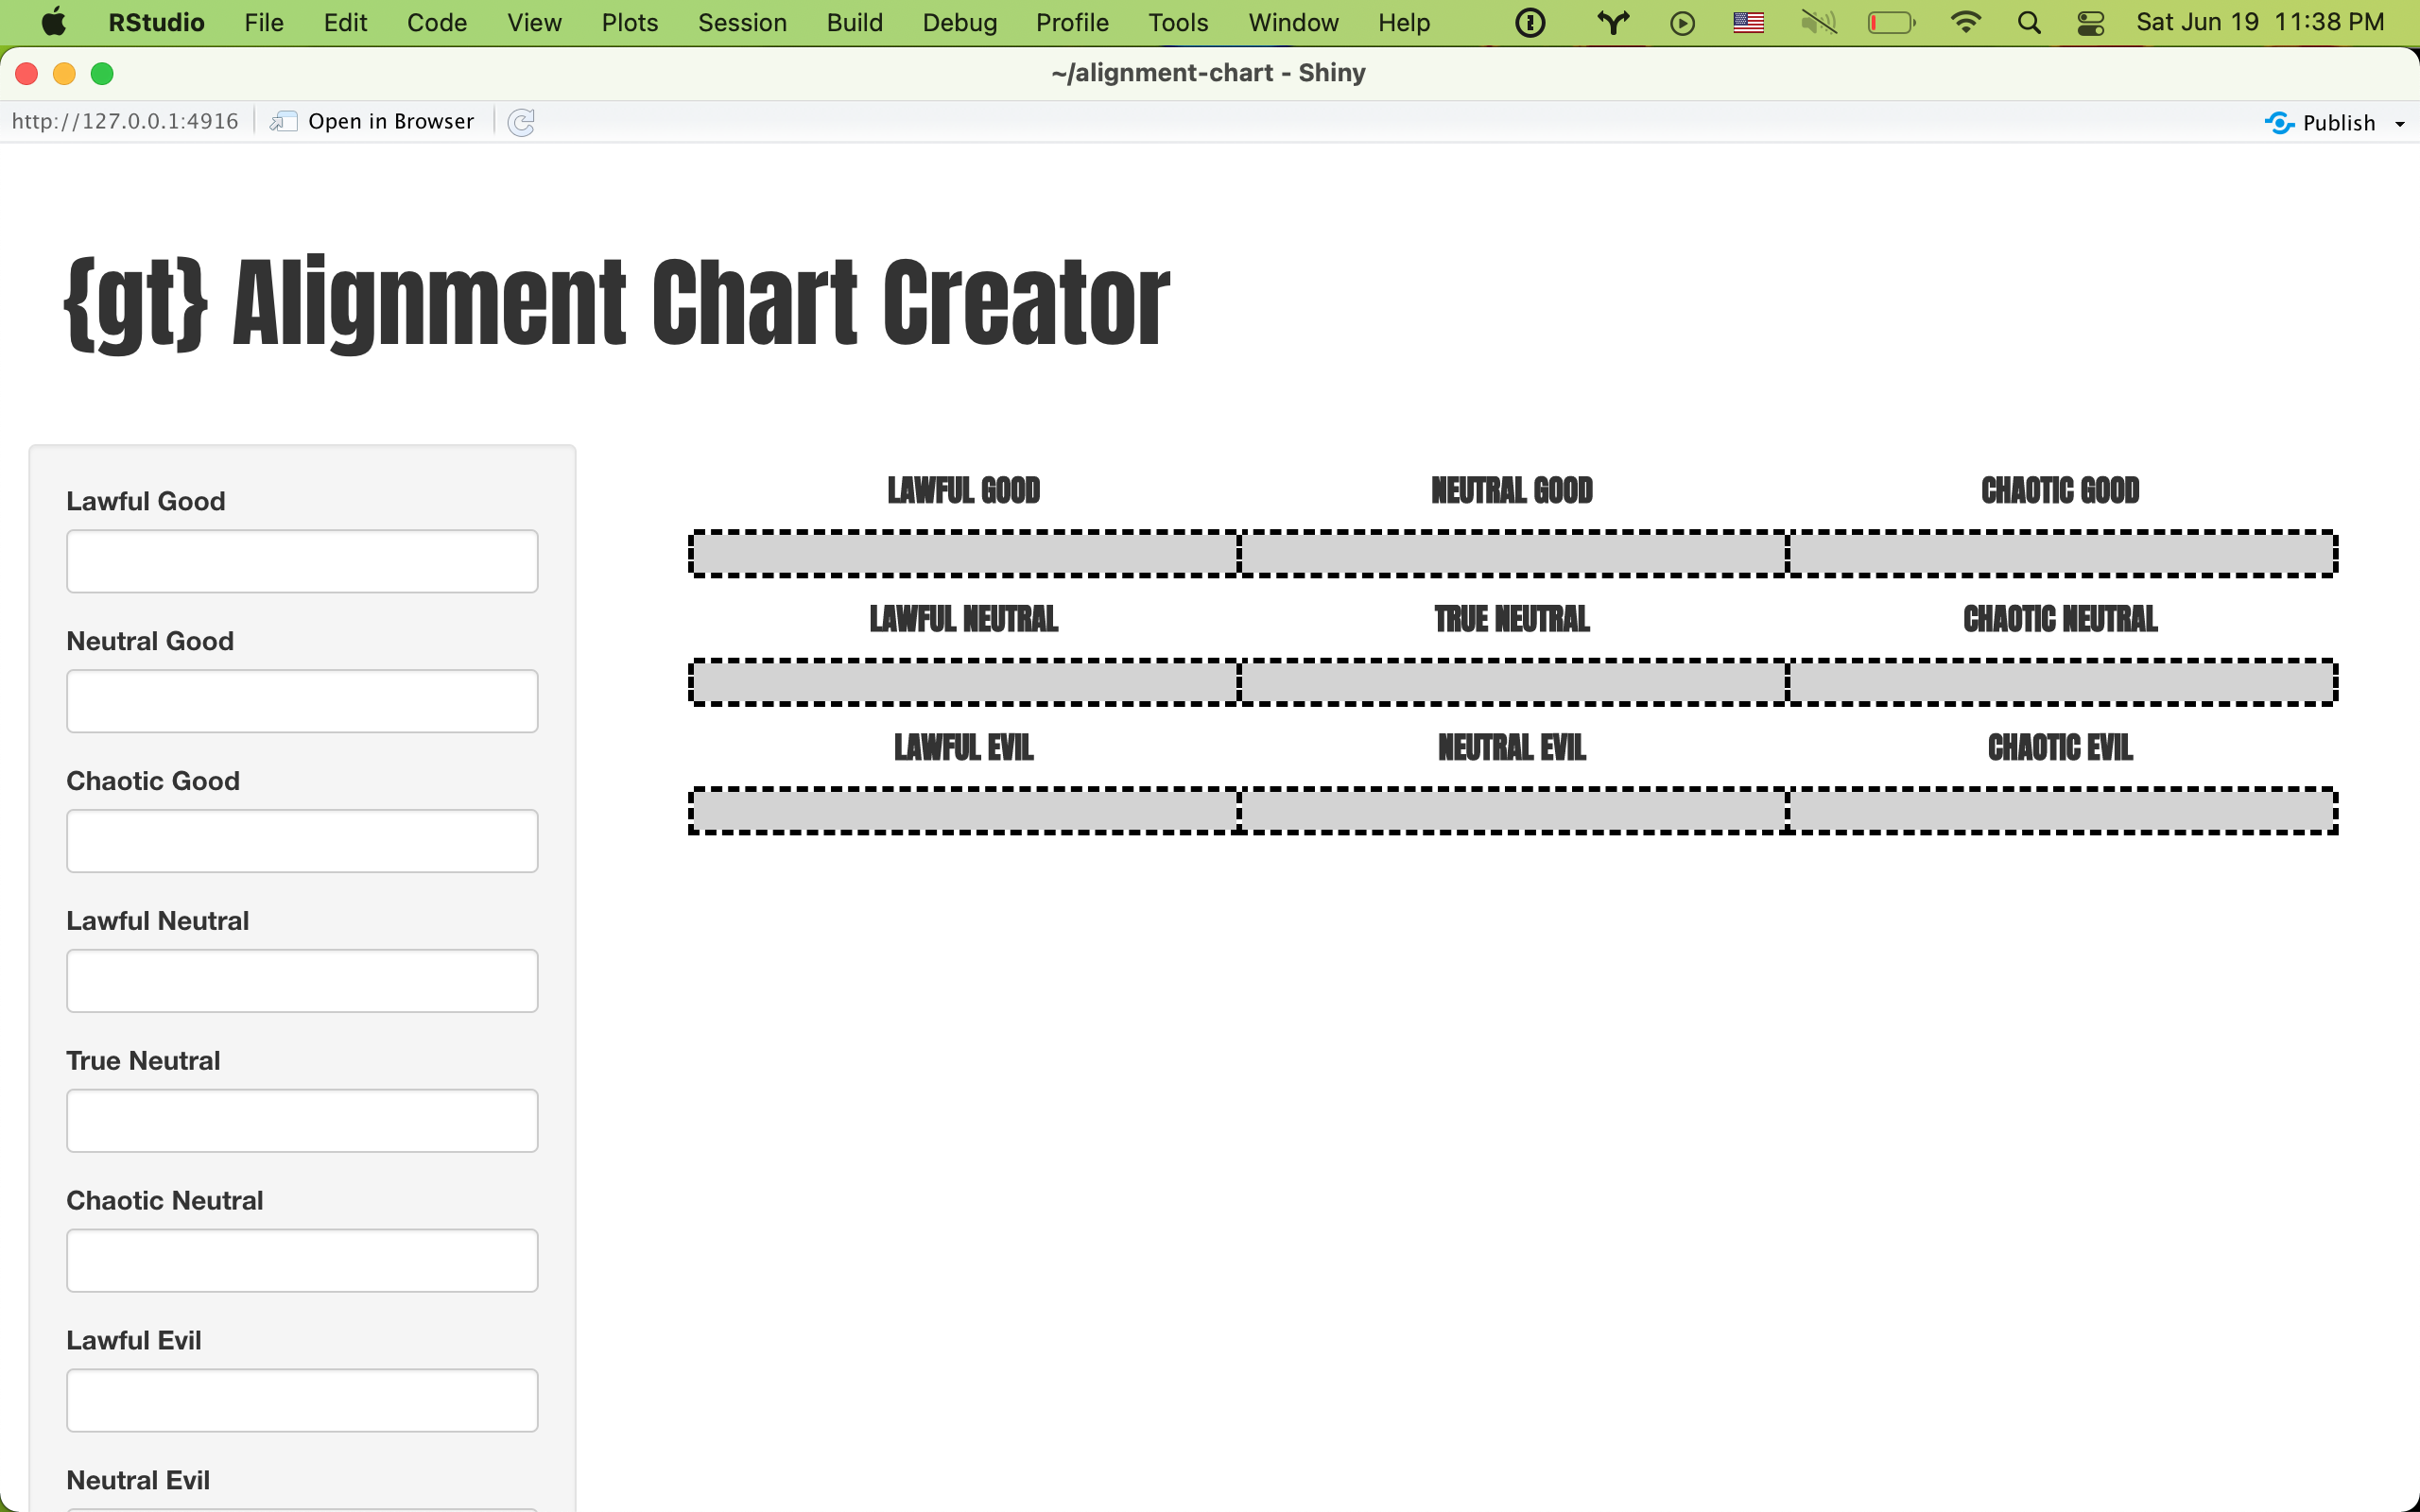 RStudio File Edit Code View Plots Session Build Debug Profile Tools Window Help Sat Jun 19 11:38 PM
~/alignment-chart - Shiny
http://127.0.0.1:4916 Open in Browser Publish
{gt} Alignment Chart Creator
Lawful Good
Neutral Good
Chaotic Good
Lawful Neutral
True Neutral
Chaotic Neutral
Lawful Evil
Neutral Evil
LAWFUL GOOD NEUTRAL GOOD CHAOTIC GOOD
LAWFUL NEUTRAL TRUE NEUTRAL CHAOTIC NEUTRAL
LAWFUL EVIL NEUTRAL EVIL CHAOTIC EVIL